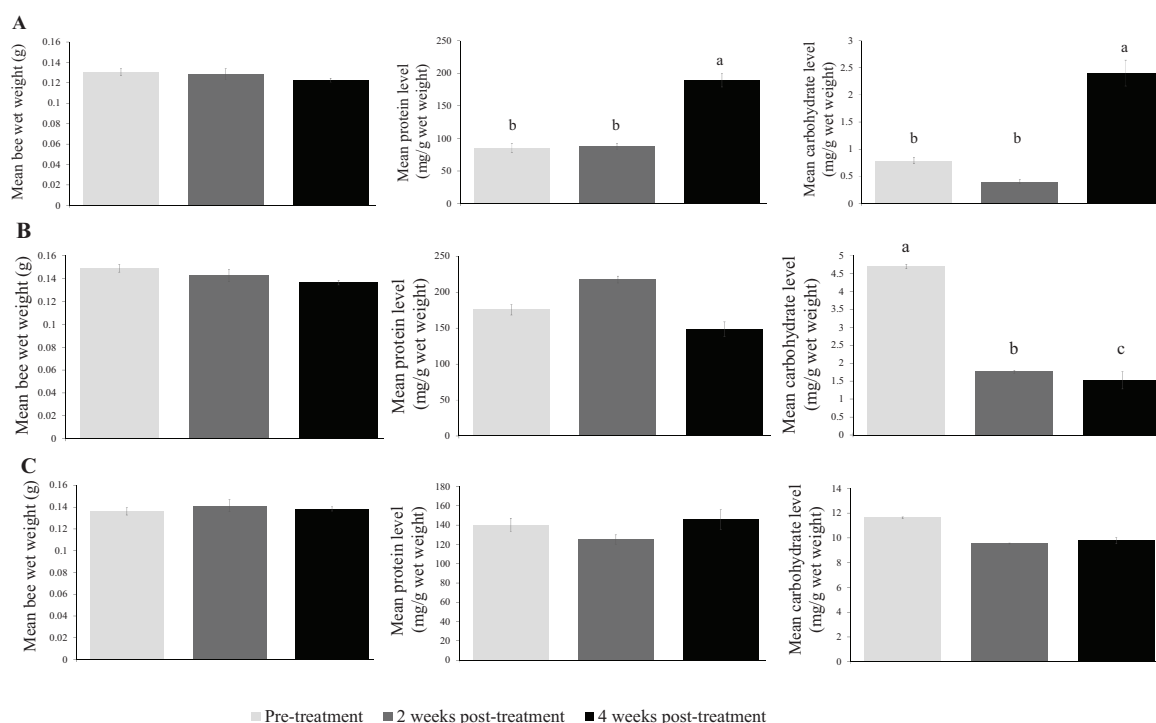 A
Mean bee wet weight (g)
0.16
0.14
0.12
0.1
0.08
0.06
0.04
0.02
0
Mean protein level
(mg/g wet weight)
250
200
150
100
50
0
b
b
a
Mean carbohydrate level
(mg/g wet weight)
3
2.5
2
1.5
1
0.5
0
b
b
a
B
Mean bee wet weight (g)
0.16
0.14
0.12
0.1
0.08
0.06
0.04
0.02
0
Mean protein level
(mg/g wet weight)
250
200
150
100
50
0
Mean carbohydrate level
(mg/g wet weight)
5
4.5
4
3.5
3
2.5
2
1.5
1
0.5
0
a
b
c
C
Mean bee wet weight (g)
0.16
0.14
0.12
0.1
0.08
0.06
0.04
0.02
0
Mean protein level
(mg/g wet weight)
180
160
140
120
100
80
60
40
20
0
Mean carbohydrate level
(mg/g wet weight)
14
12
10
8
6
4
2
0
Pre-treatment 2 weeks post-treatment 4 weeks post-treatment